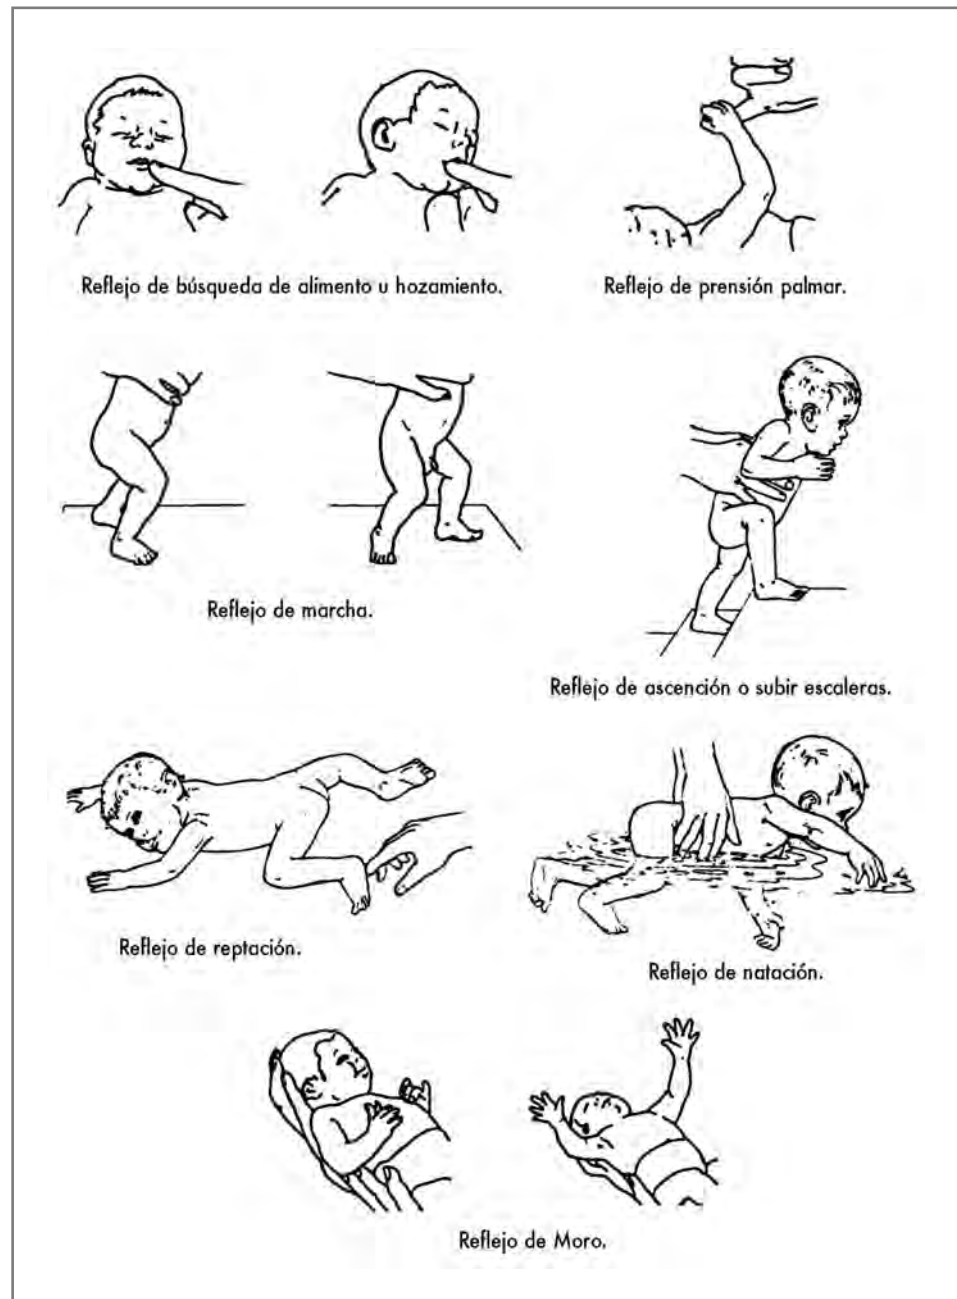 Reflejo de búsqueda de alimento u hozamiento.
Reflejo de prensión palmar.
Reflejo de marcha.
Reflejo de ascención o subir escaleras.
Reflejo de reptación.
Reflejo de natación.
Reflejo de Moro.